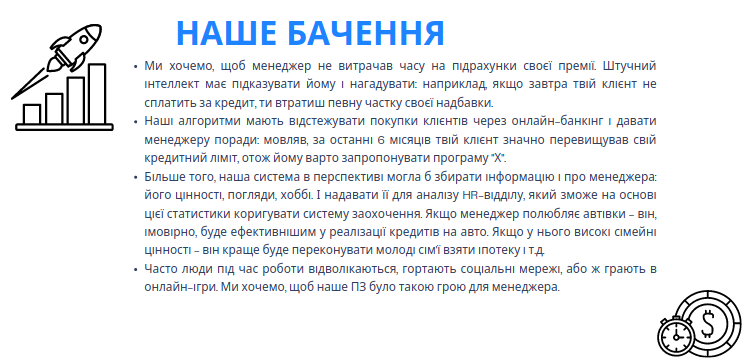 НАШЕ БАЧЕННЯ
• Ми хочемо, щоб менеджер не витрачав часу на підрахунки своєї премії. Штучний
інтелект має підказувати йому і нагадувати: наприклад, якщо завтра твій клієнт не
сплатить за кредит, ти втратиш певну частку своєї надбавки.
• Наші алгоритми мають відстежувати покупки клієнтів через онлайн-банкінг і давати
менеджеру поради: мовляв, за останні 6 місяців твій клієнт значно перевищував свій
кредитний ліміт, отож йому варто запропонувати програму "Х".
• Більше того, наша система в перспективі могла б збирати інформацію і про менеджера:
його цінності, погляди, хоббі. І надавати її для аналізу HR-відділу, який зможе на основі
цієї статистики коригувати систему заохочення. Якщо менеджер полюбляє автівки – він,
імовірно, буде ефективнішим у реалізації кредитів на авто. Якщо у нього високі сімейні
цінності – він краще буде переконувати молоді сім'ї взяти іпотеку і т.д.
• Часто люди під час роботи відволікаються, гортають соціальні мережі, або ж грають в
онлайн-ігри. Ми хочемо, щоб наше ПЗ було такою грою для менеджера.
$